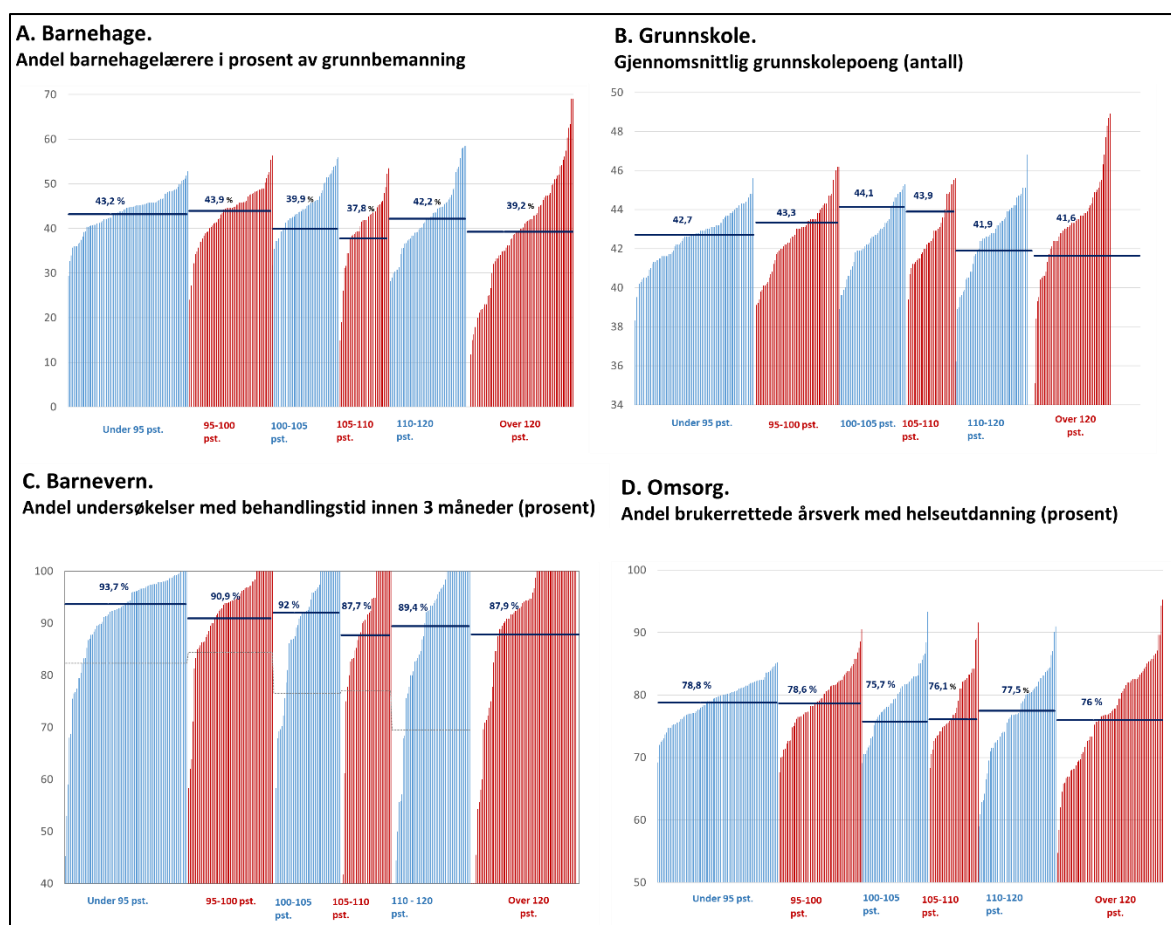 A. Barnehage.
Andel barnehagelærere i prosent av grunnbemanning
70
60
50
40
30
20
10
0
43,2 %
43,9 %
39,9 %
37,8 %
42,2 %
39,2 %
Under 95 pst.
95-100
pst.
100-105
pst.
105-110
pst.
110-120
pst.
Over 120
pst.
B. Grunnskole.
Gjennomsnittlig grunnskolepoeng (antall)
50
48
46
44
42
40
38
36
34
42,7
43,3
44,1
43,9
41,9
41,6
Under 95 pst.
95-100 pst.
100-105 pst.
105-110
pst.
110-120
pst.
Over 120
pst.
C. Barnevern.
Andel undersøkelser med behandlingstid innen 3 måneder (prosent)
100
90
80
70
60
50
40
93,7 %
90,9 %
92 %
87,7 %
89,4 %
87,9 %
Under 95 pst.
95-100 pst.
100-105
pst.
105-110
pst.
110 - 120
pst.
Over 120
pst.
D. Omsorg.
Andel brukerrettede årsverk med helseutdanning (prosent)
100
90
80
70
60
50
78,8 %
78,6 %
75,7 %
76,1 %
77,5 %
76 %
Under 95 pst.
95-100
pst.
100-105
pst.
105-110
pst.
110-120
pst.
Over 120
pst.